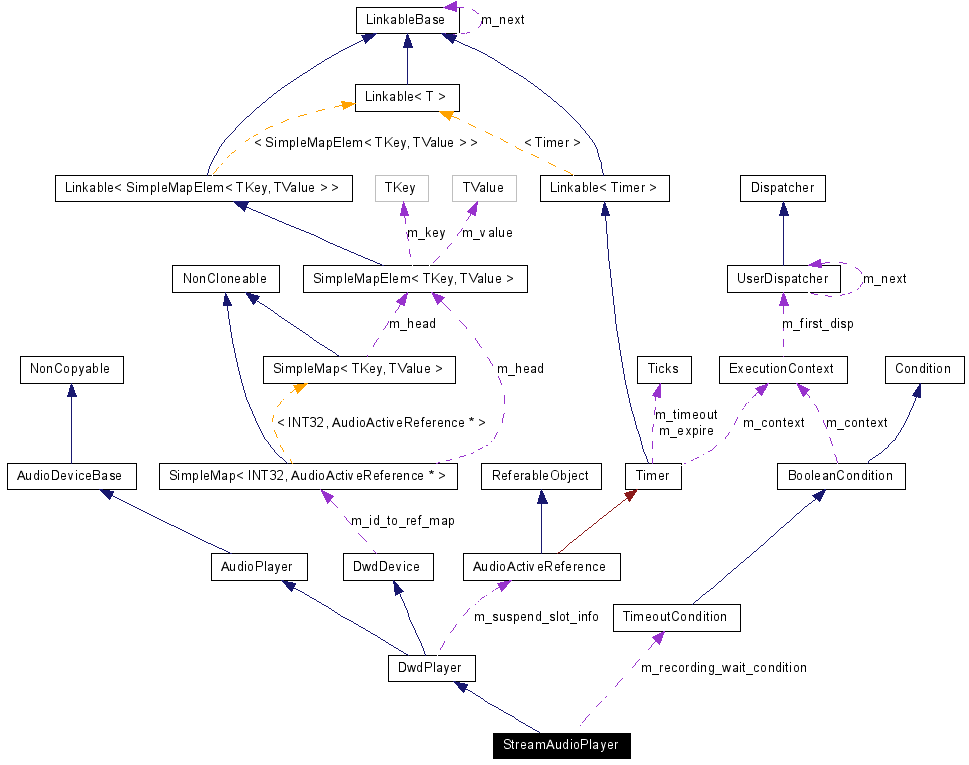 LinkableBase
m_next
Linkable< T >
< SimpleMapElem< TKey, TValue > >
< Timer >
Linkable< SimpleMapElem< TKey, TValue > >
TKey
TValue
Linkable< Timer >
Dispatcher
m_key
m_value
NonCloneable
SimpleMapElem< TKey, TValue >
UserDispatcher
m_next
m_head
m_first_disp
NonCopyable
SimpleMap< TKey, TValue >
m_head
Ticks
ExecutionContext
Condition
< INT32, AudioActiveReference * >
m_timeout
m_expire
m_context
m_context
AudioDeviceBase
SimpleMap< INT32, AudioActiveReference * >
ReferableObject
Timer
BooleanCondition
m_id_to_ref_map
AudioPlayer
DwdDevice
AudioActiveReference
m_suspend_slot_info
TimeoutCondition
DwdPlayer
m_recording_wait_condition
StreamAudioPlayer